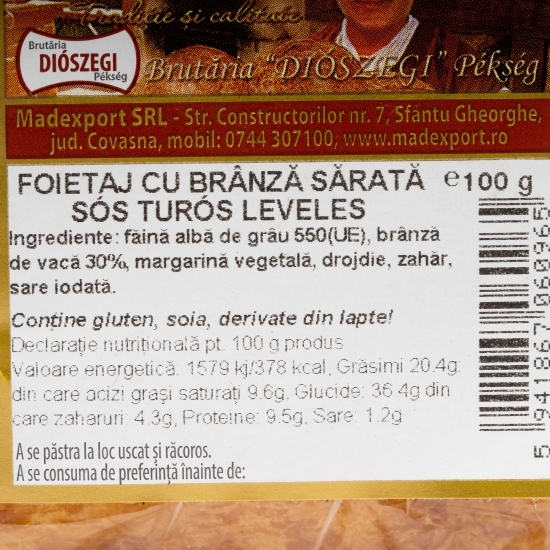 Tradiție și calitate
Brutăria
DIÓSZEGI
Pékség
Brutăria "DIÓSZEGI" Pékség
Madexport SRL - Str. Constructorilor nr. 7, Sfântu Gheorghe,
jud. Covasna, mobil: 0744 307100, www.madexport.ro
FOIETAJ CU BRÂNZĂ SĂRATĂ ℮100 g
SÓS TURÓS LEVELES
Ingrediente: făină albă de grâu 550(UE), brânză
de vacă 30%, margarină vegetală, drojdie, zahăr,
sare iodată.
Conține gluten, soia, derivate din lapte!
Declarație nutrițională pt. 100 g produs
Valoare energetică: 1579 kj/378 kcal, Grăsimi 20.4g:
din care acizi grași saturați 9.6g, Glucide: 36.4g din
care zaharuri: 4.3g, Proteine: 9.5g, Sare: 1.2g
A se păstra la loc uscat și răcoros.
A se consuma de preferință înainte de: